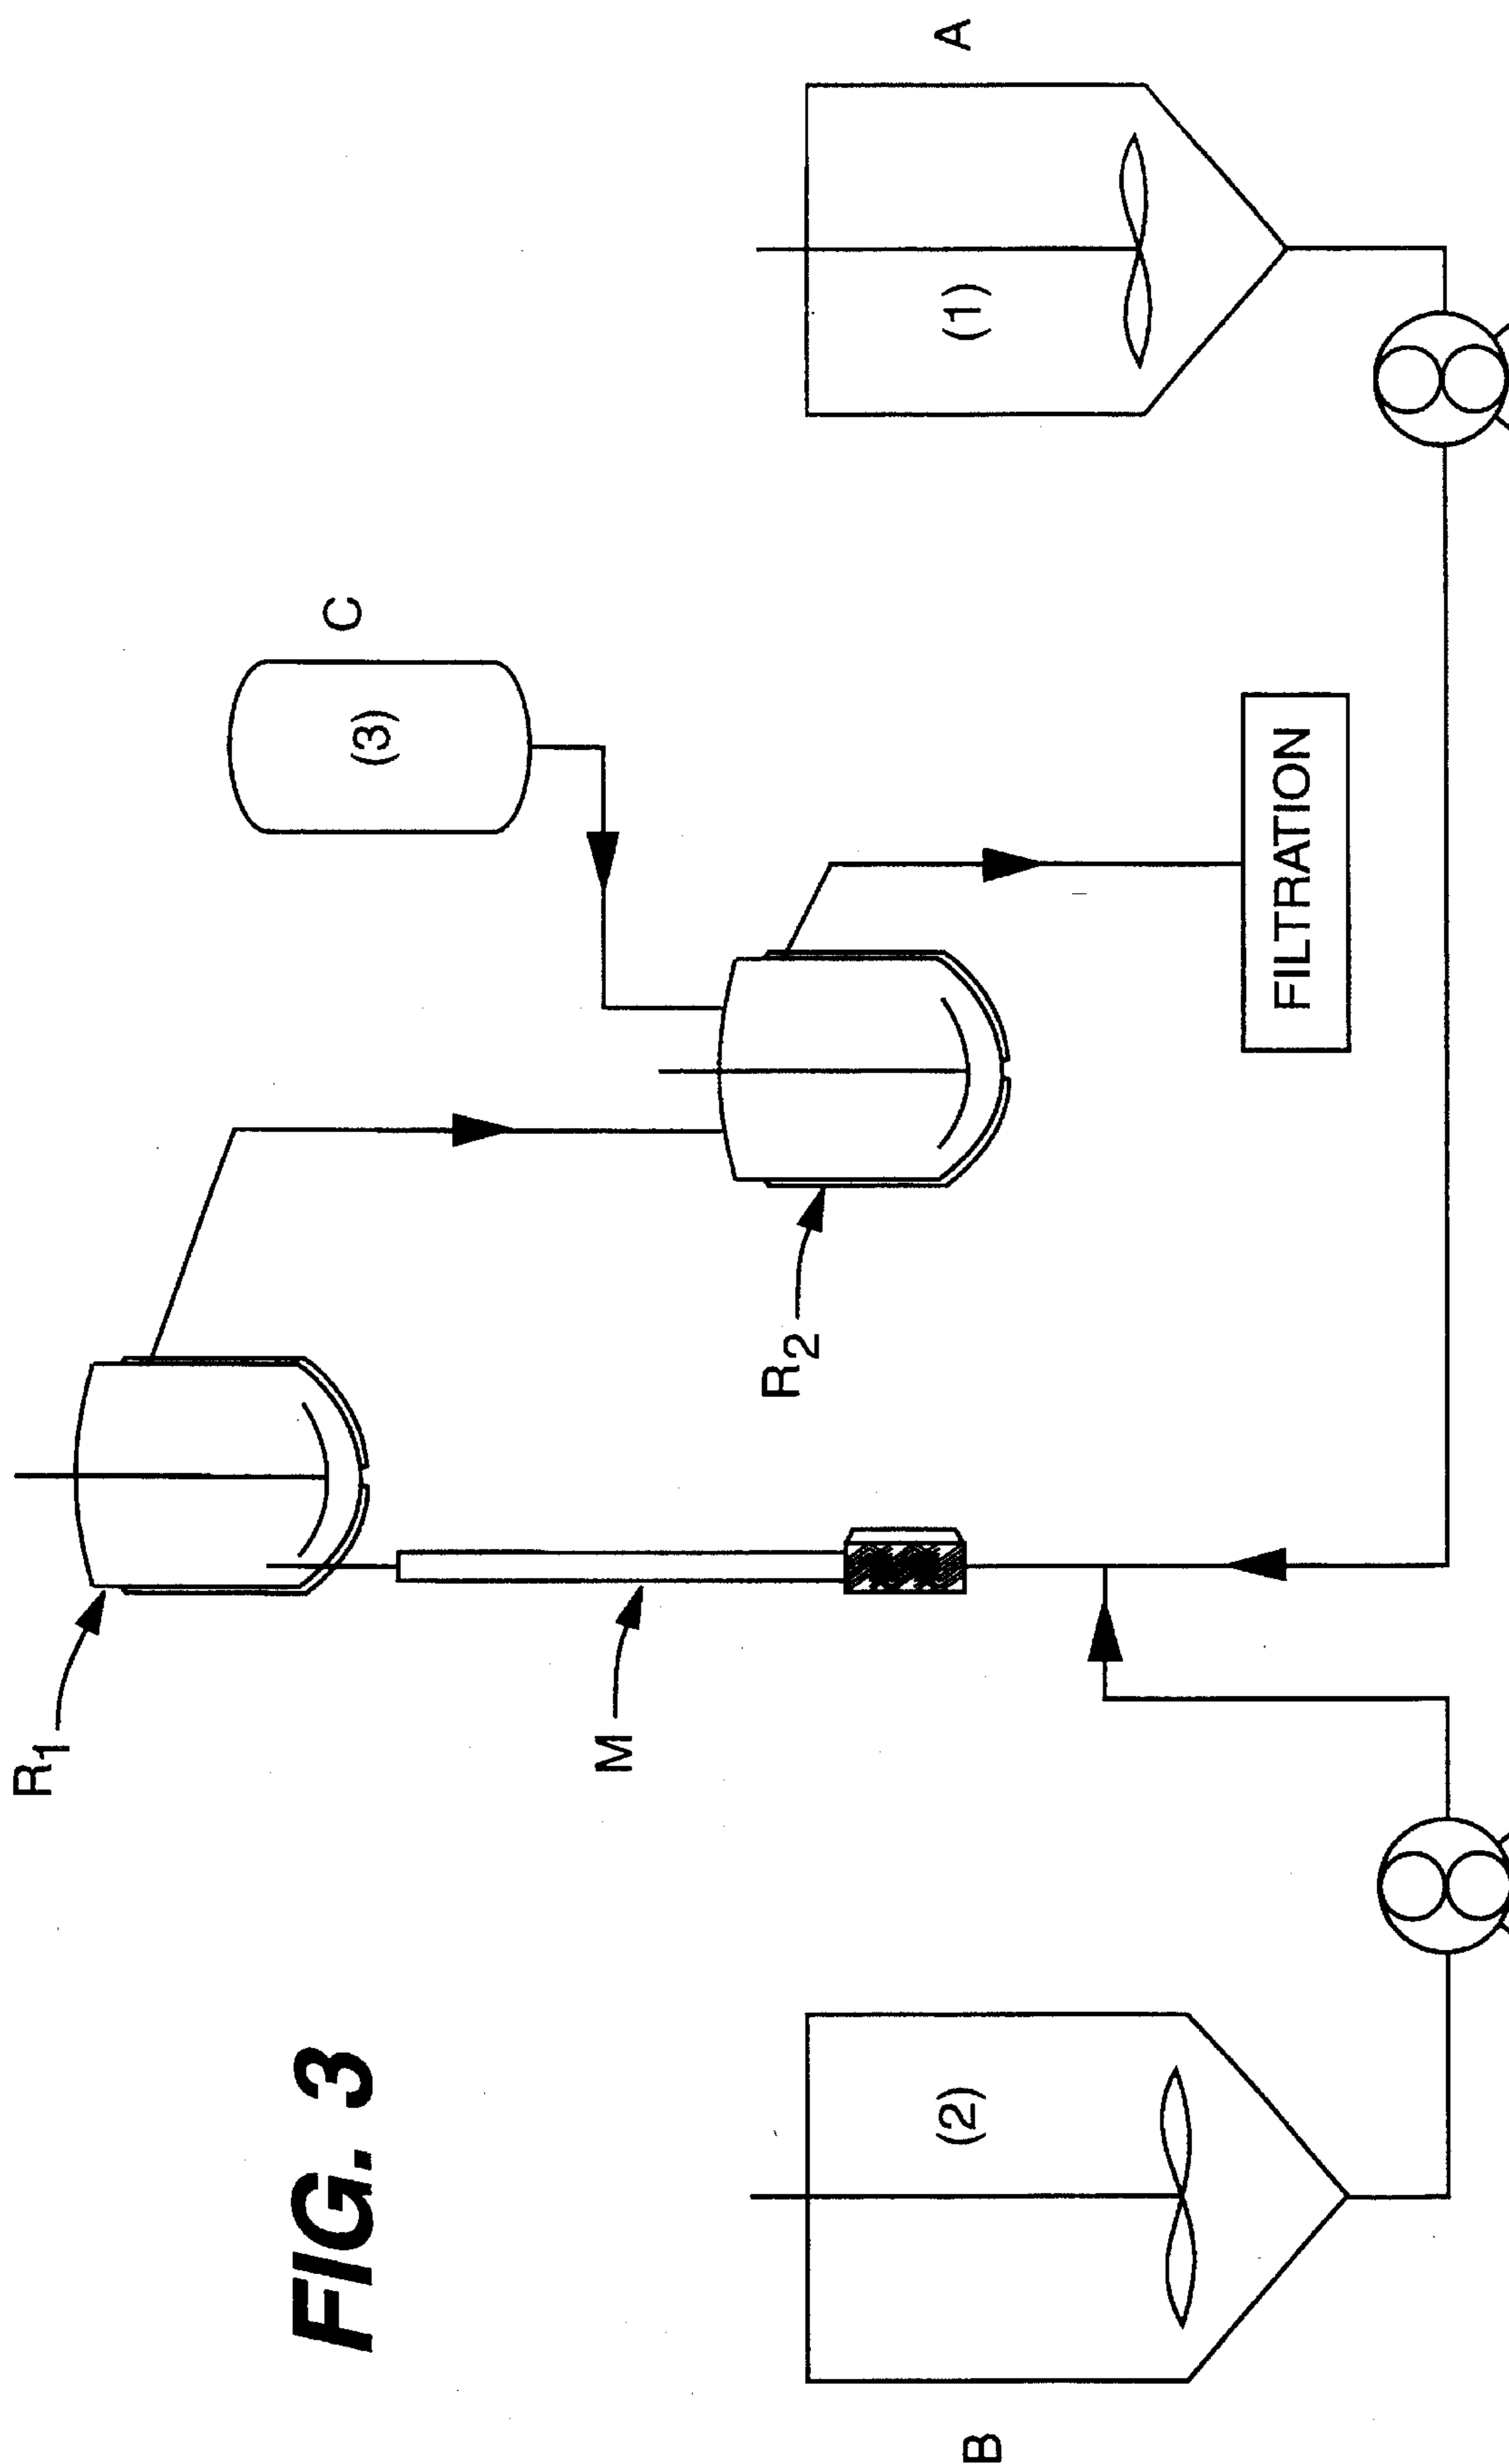 FIG. 3
R1
M
R2
C
(3)
A
(1)
B
(2)
FILTRATION